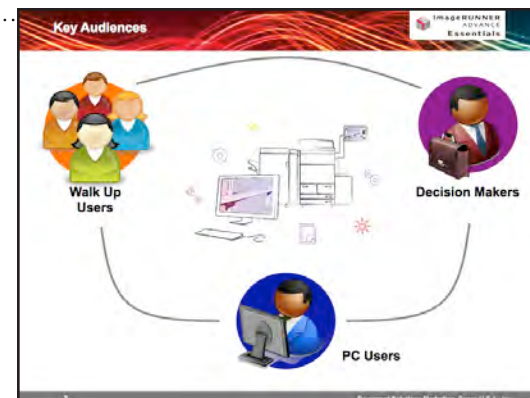 Key Audiences
imageRUNNER
ADVANCE
Essentials
Walk Up
Users
Decision Makers
PC Users